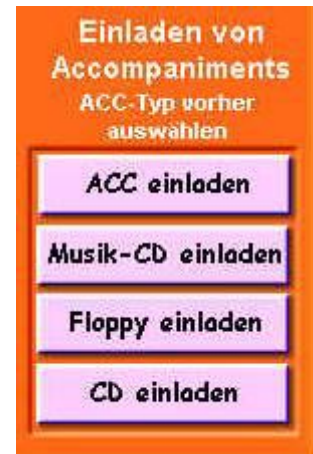 Einladen von
Accompaniments
ACC-Typ vorher
auswählen
ACC einladen
Musik-CD einladen
Floppy einladen
CD einladen